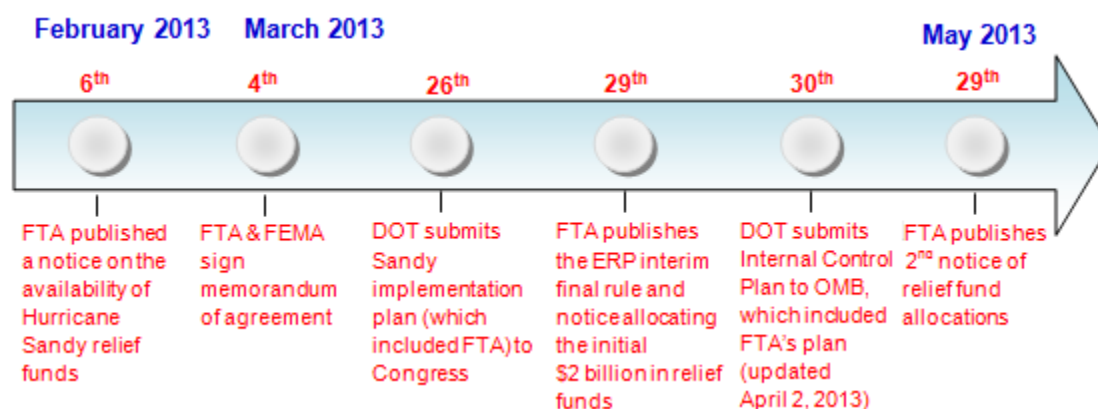 February 2013
March 2013
May 2013
6th
4th
26th
29th
30th
29th
FTA published
a notice on the
availability of
Hurricane
Sandy relief
funds
FTA & FEMA
sign
memorandum
of agreement
DOT submits
Sandy
implementation
plan (which
included FTA) to
Congress
FTA publishes
the ERP interim
final rule and
notice allocating
the initial
$2 billion in relief
funds
DOT submits
Internal Control
Plan to OMB,
which included
FTA's plan
(updated
April 2, 2013)
FTA publishes
2nd notice of
relief fund
allocations